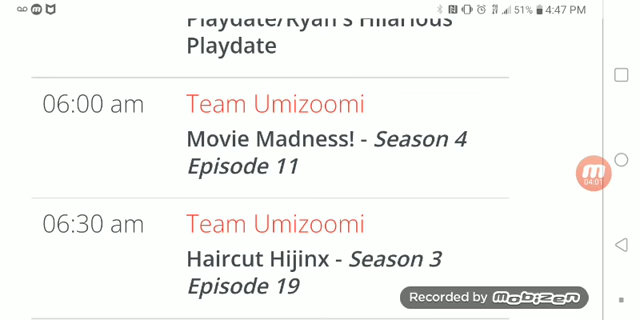 51% 4:47 PM
Playdate/Ryan's Hilarious
Playdate
06:00 am Team Umizoomi
Movie Madness! - Season 4
Episode 11
04:01
06:30 am Team Umizoomi
Haircut Hijinx - Season 3
Episode 19
Recorded by Mobizen